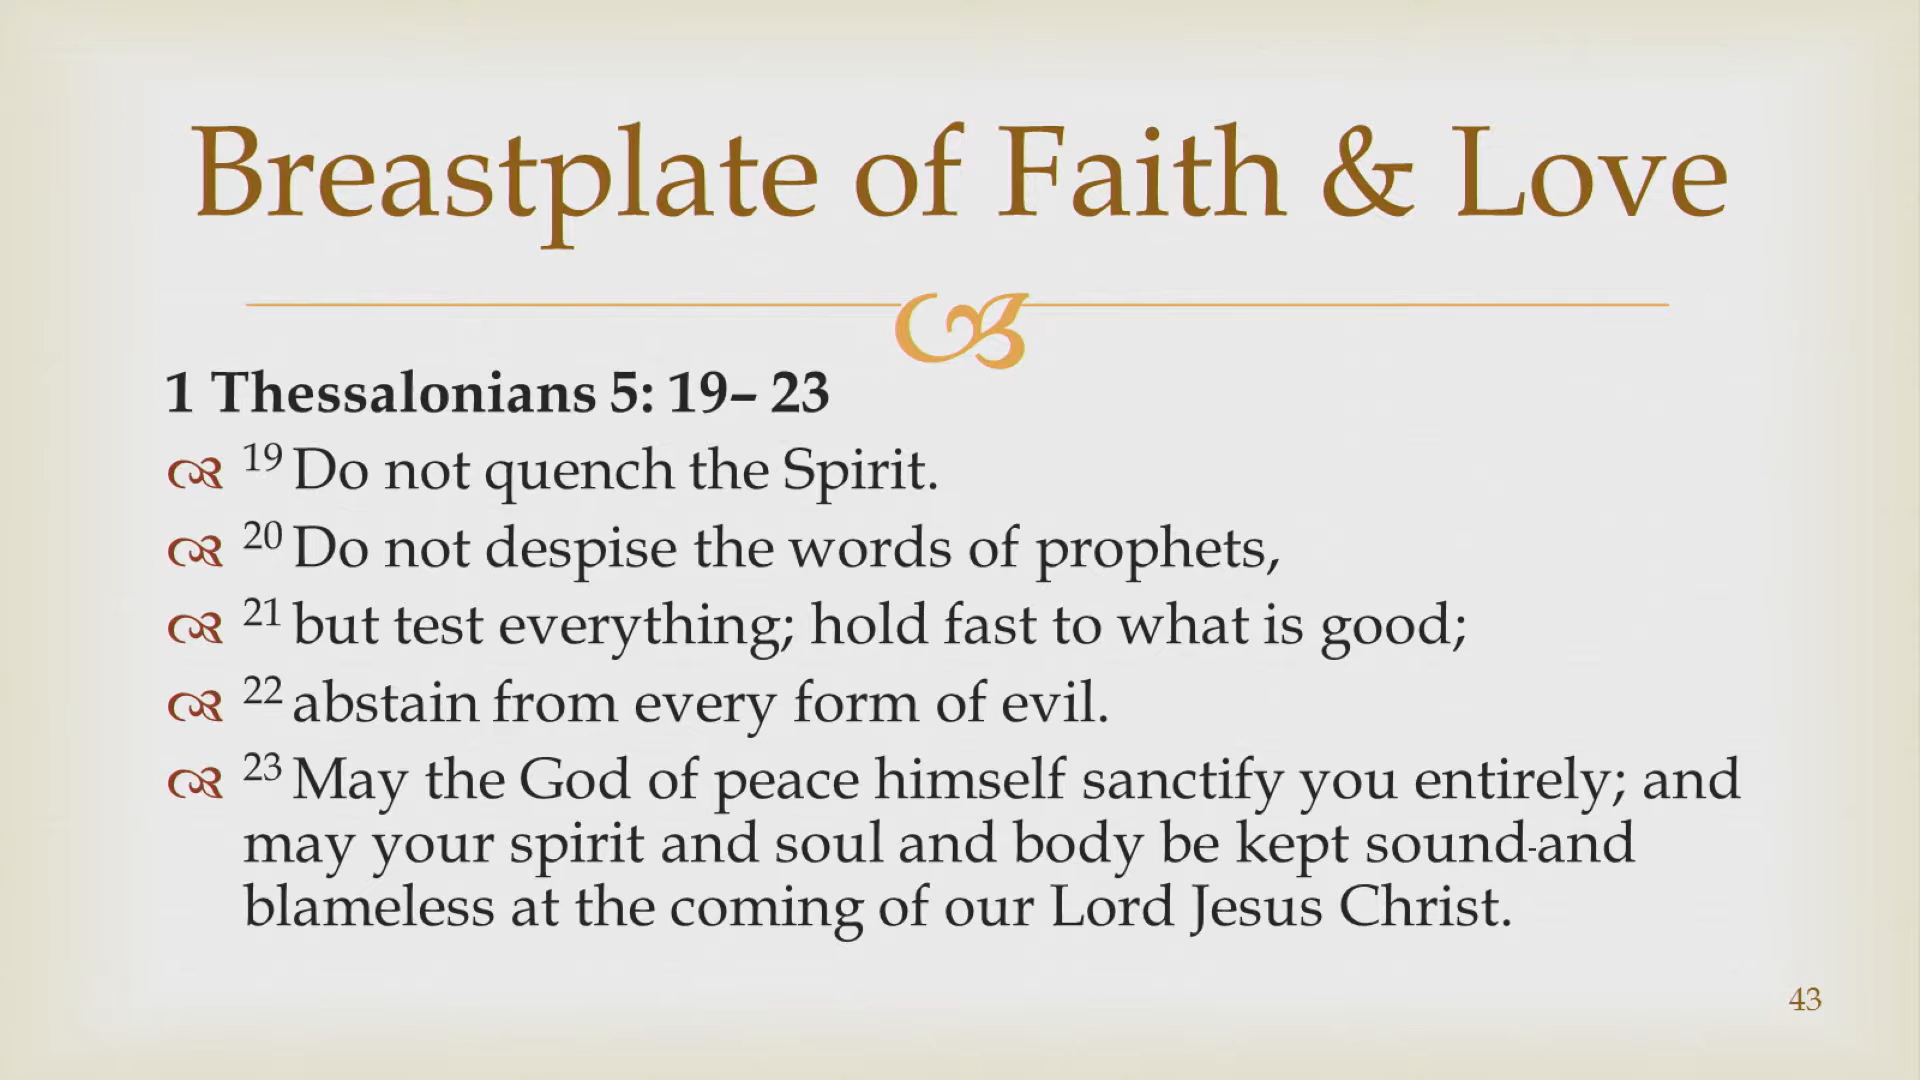 Breastplate of Faith & Love
1 Thessalonians 5: 19– 23
19 Do not quench the Spirit.
20 Do not despise the words of prophets,
21 but test everything; hold fast to what is good;
22 abstain from every form of evil.
23 May the God of peace himself sanctify you entirely; and
may your spirit and soul and body be kept sound-and
blameless at the coming of our Lord Jesus Christ.
43